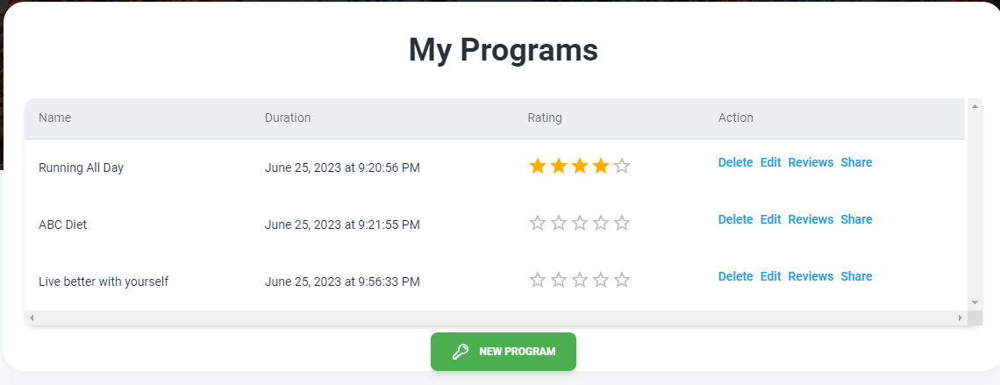 My Programs
Name Duration Rating Action
Running All Day June 25, 2023 at 9:20:56 PM Delete Edit Reviews Share
ABC Diet June 25, 2023 at 9:21:55 PM Delete Edit Reviews Share
Live better with yourself June 25, 2023 at 9:56:33 PM Delete Edit Reviews Share
NEW PROGRAM